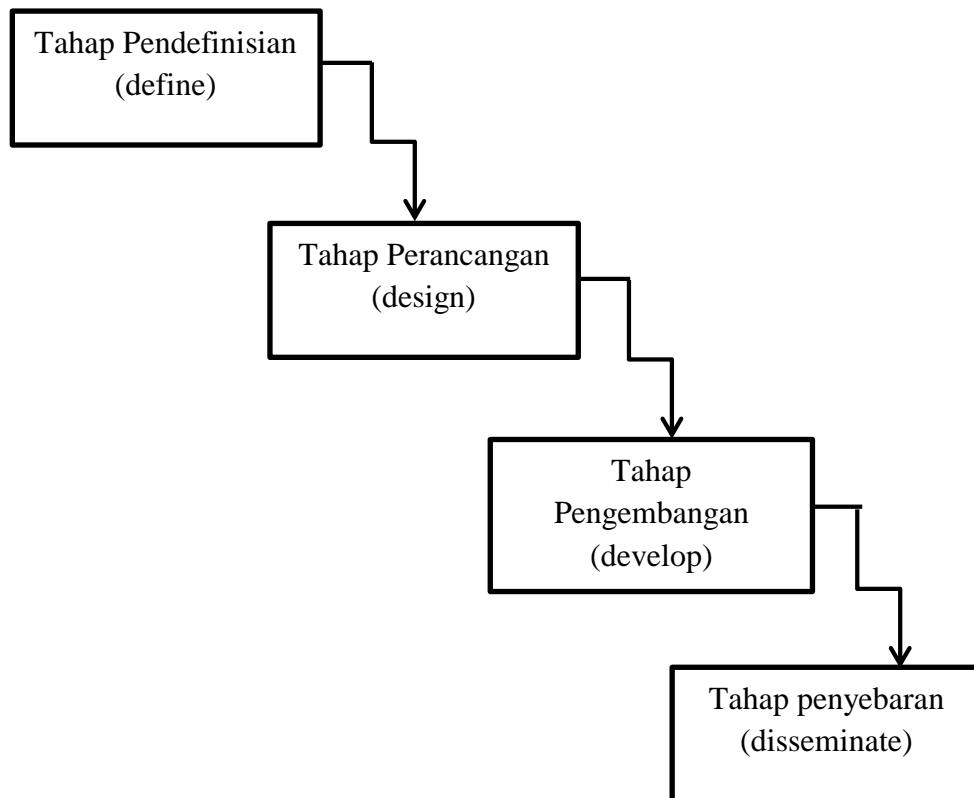 Tahap Pendefinisian
(define)
Tahap Perancangan
(design)
Tahap
Pengembangan
(develop)
Tahap penyebaran
(disseminate)